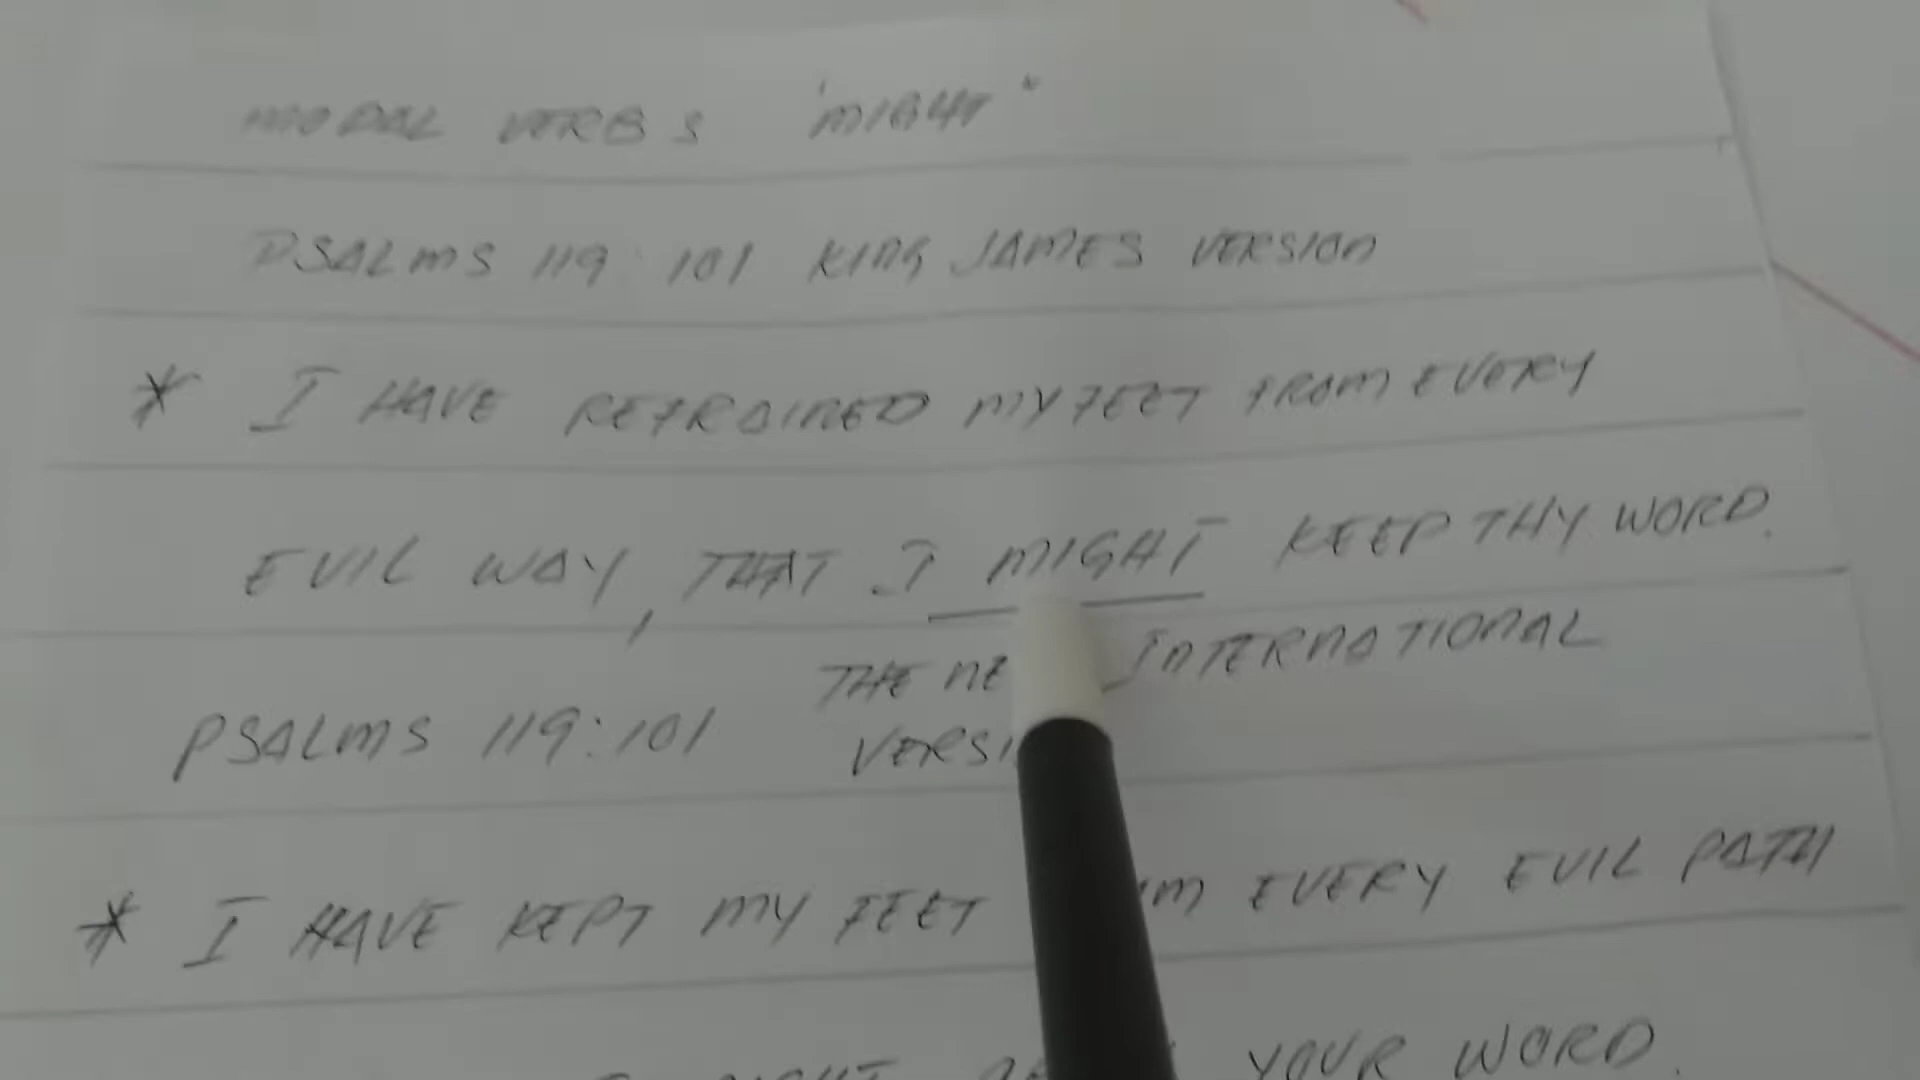 MODAL VERBS "MIGHT"
PSALMS 119:101 KING JAMES VERSION
* I HAVE REFRAINED MY FEET FROM EVERY
EVIL WAY, THAT I MIGHT KEEP THY WORD.
THE INTERNATIONAL
PSALMS 119:101
* I HAVE KEPT MY FEET EVERY EVIL PATH
YOUR WORD.